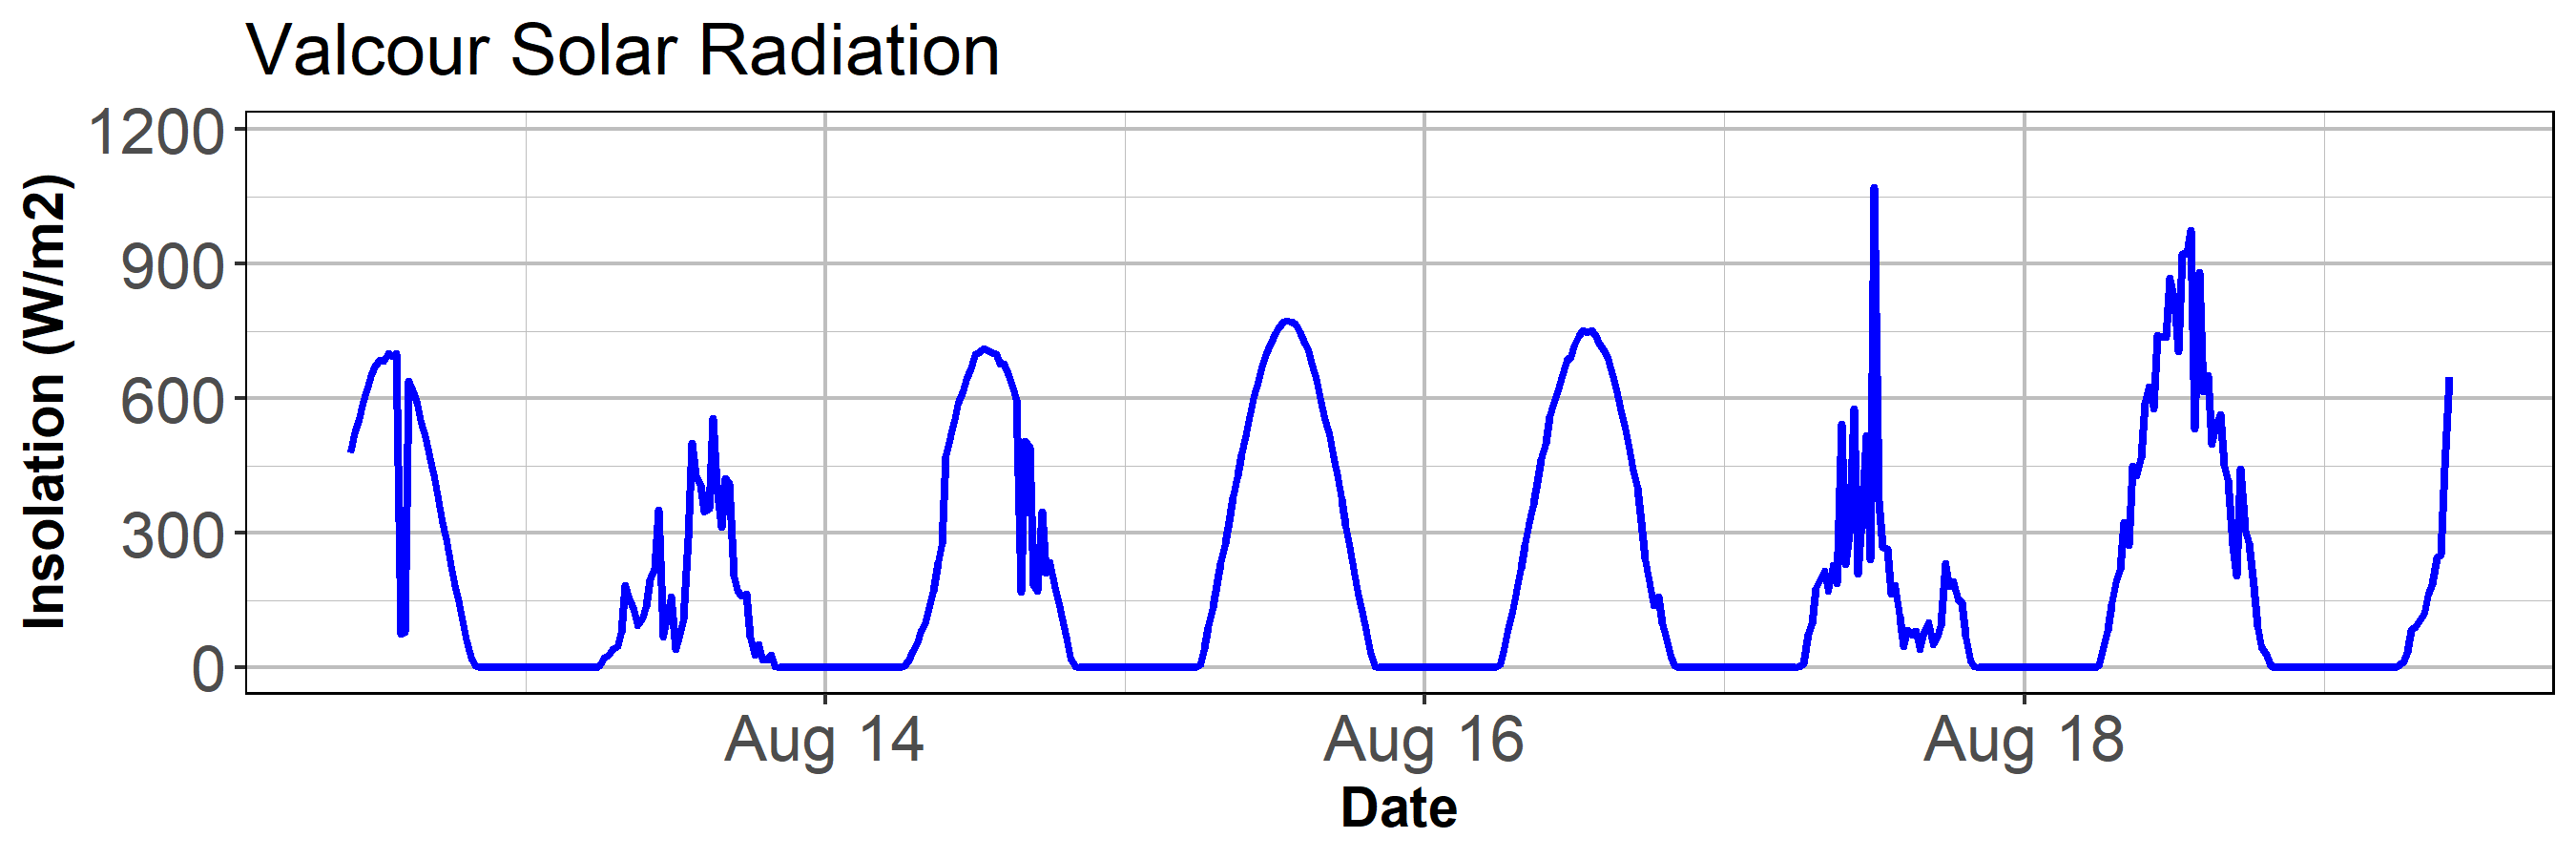 Valcour Solar Radiation
1200
900
600
300
0
Insolation (W/m2)
Aug 14
Aug 16
Aug 18
Date